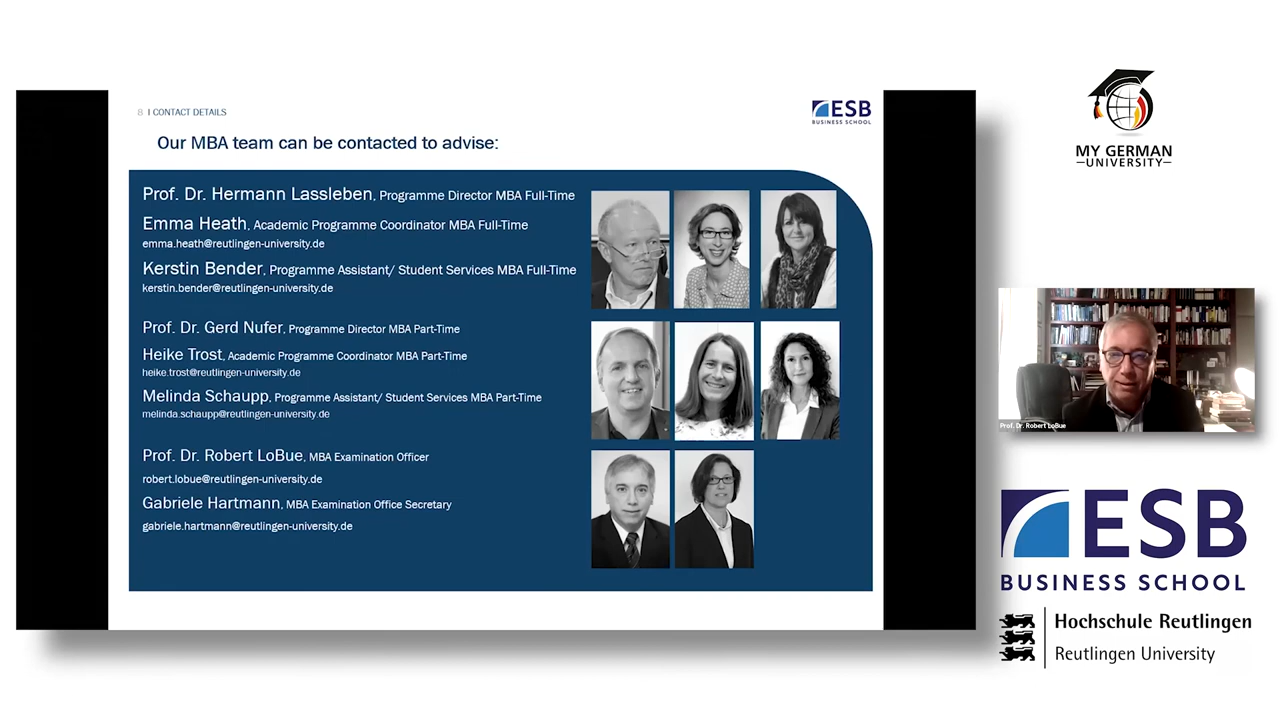 8 I CONTACT DETAILS
ESB
BUSINESS SCHOOL
Our MBA team can be contacted to advise:
Prof. Dr. Hermann Lassleben, Programme Director MBA Full-Time
Emma Heath, Academic Programme Coordinator MBA Full-Time
emma.heath@reutlingen-university.de
Kerstin Bender, Programme Assistant/ Student Services MBA Full-Time
kerstin.bender@reutlingen-university.de
Prof. Dr. Gerd Nufer, Programme Director MBA Part-Time
Heike Trost, Academic Programme Coordinator MBA Part-Time
heike.trost@reutlingen-university.de
Melinda Schaupp, Programme Assistant/ Student Services MBA Part-Time
melinda.schaupp@reutlingen-university.de
Prof. Dr. Robert LoBue, MBA Examination Officer
robert.lobue@reutlingen-university.de
Gabriele Hartmann, MBA Examination Office Secretary
gabriele.hartmann@reutlingen-university.de
MY GERMAN
UNIVERSITY
Prof. Dr. Robert LoBue
ESB
BUSINESS SCHOOL
Hochschule Reutlingen
Reutlingen University